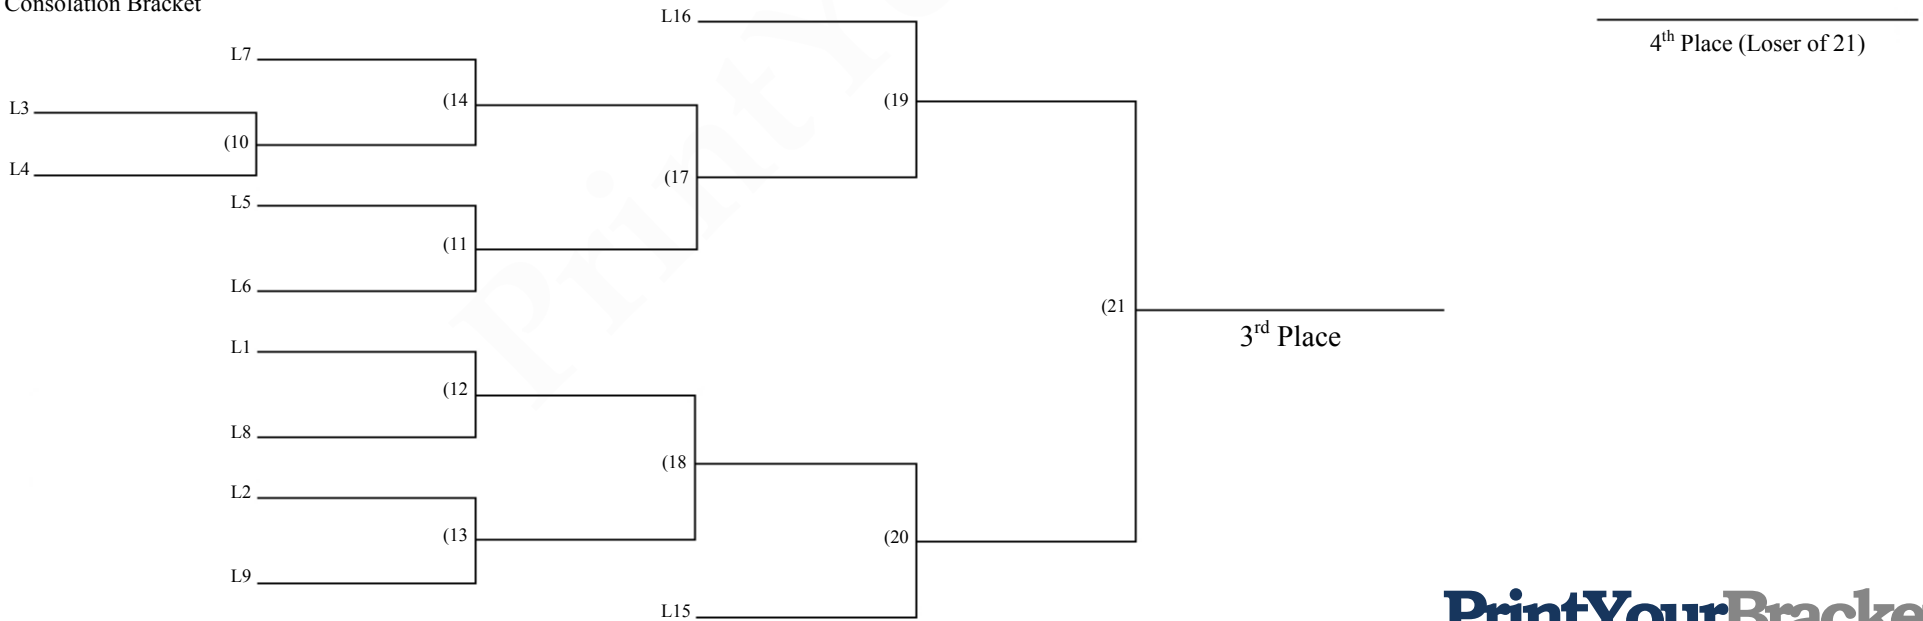 Consolation Bracket
L16
4th Place (Loser of 21)
L7
(14
(19
L3
(10
L4
(17
L5
(11
L6
(21
3rd Place
L1
(12
L8
(18
L2
(13
(20
L9
L15
PrintYourBracke